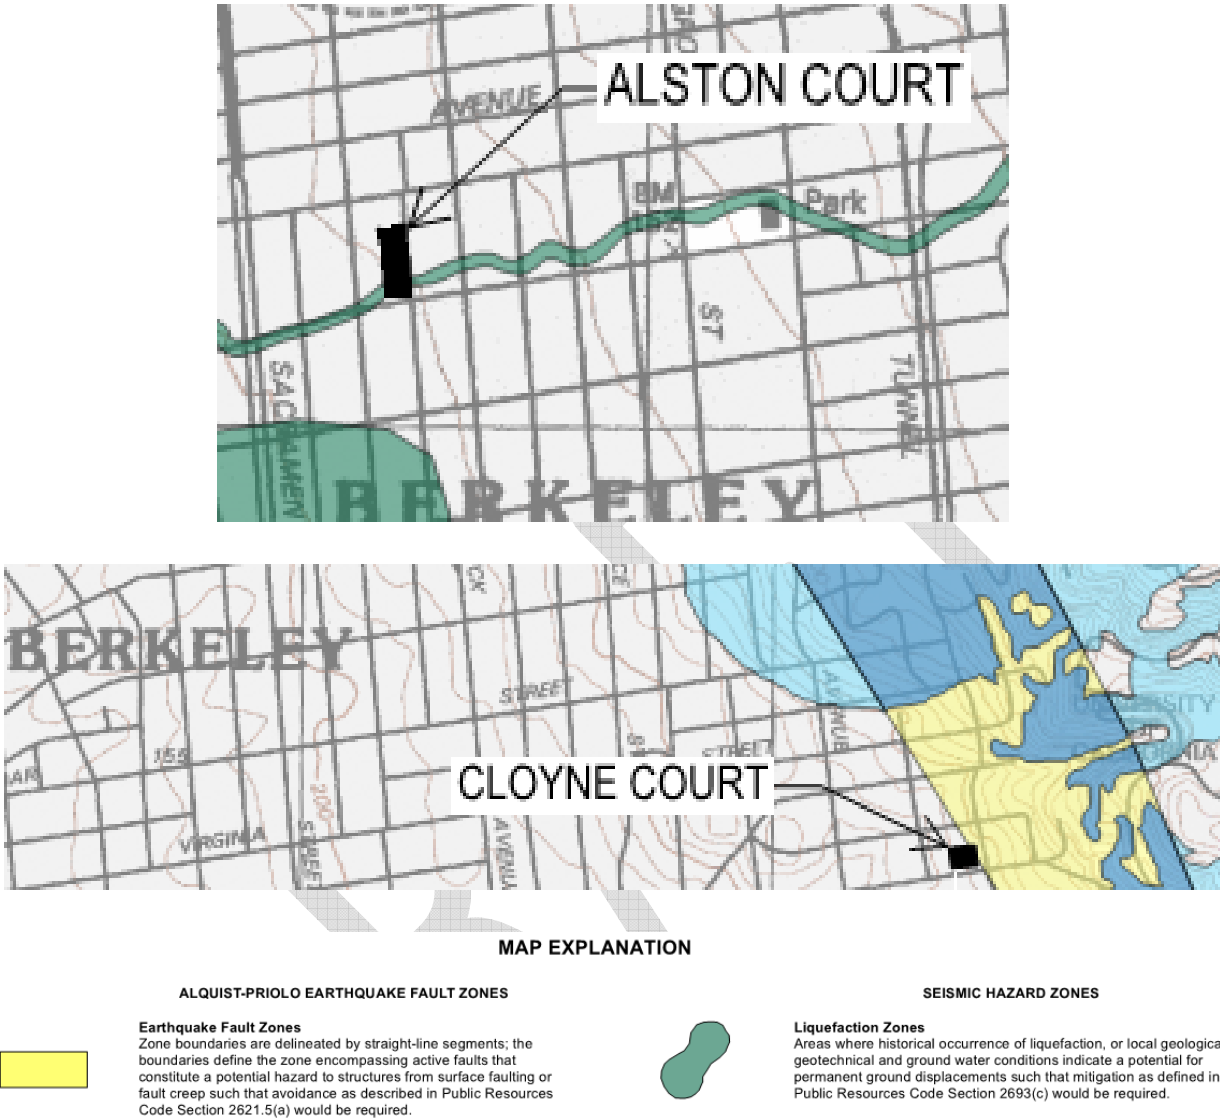 ALSTON COURT
AVENUE
BM
Park
ST
TUNNEL
BERKELEY
BERKELEY
STREET
STREET
155
CLOYNE COURT
200
VIRGINIA
MAP EXPLANATION
ALQUIST-PRIOLO EARTHQUAKE FAULT ZONES
Earthquake Fault Zones
Zone boundaries are delineated by straight-line segments; the
boundaries define the zone encompassing active faults that
constitute a potential hazard to structures from surface faulting or
fault creep such that avoidance as described in Public Resources
Code Section 2621.5(a) would be required.
SEISMIC HAZARD ZONES
Liquefaction Zones
Areas where historical occurrence of liquefaction, or local geologica
geotechnical and ground water conditions indicate a potential for
permanent ground displacements such that mitigation as defined in
Public Resources Code Section 2693(c) would be required.